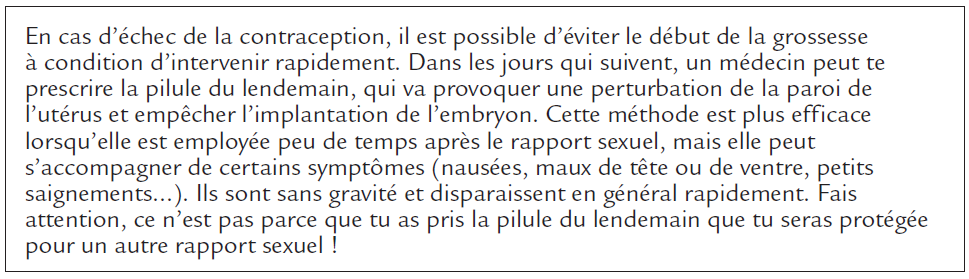 En cas d’échec de la contraception, il est possible d’éviter le début de la grossesse
à condition d’intervenir rapidement. Dans les jours qui suivent, un médecin peut te
prescrire la pilule du lendemain, qui va provoquer une perturbation de la paroi de
l’utérus et empêcher l’implantation de l’embryon. Cette méthode est plus efficace
lorsqu’elle est employée peu de temps après le rapport sexuel, mais elle peut
s’accompagner de certains symptômes (nausées, maux de tête ou de ventre, petits
saignements...). Ils sont sans gravité et disparaissent en général rapidement. Fais
attention, ce n’est pas parce que tu as pris la pilule du lendemain que tu seras protégée
pour un autre rapport sexuel !